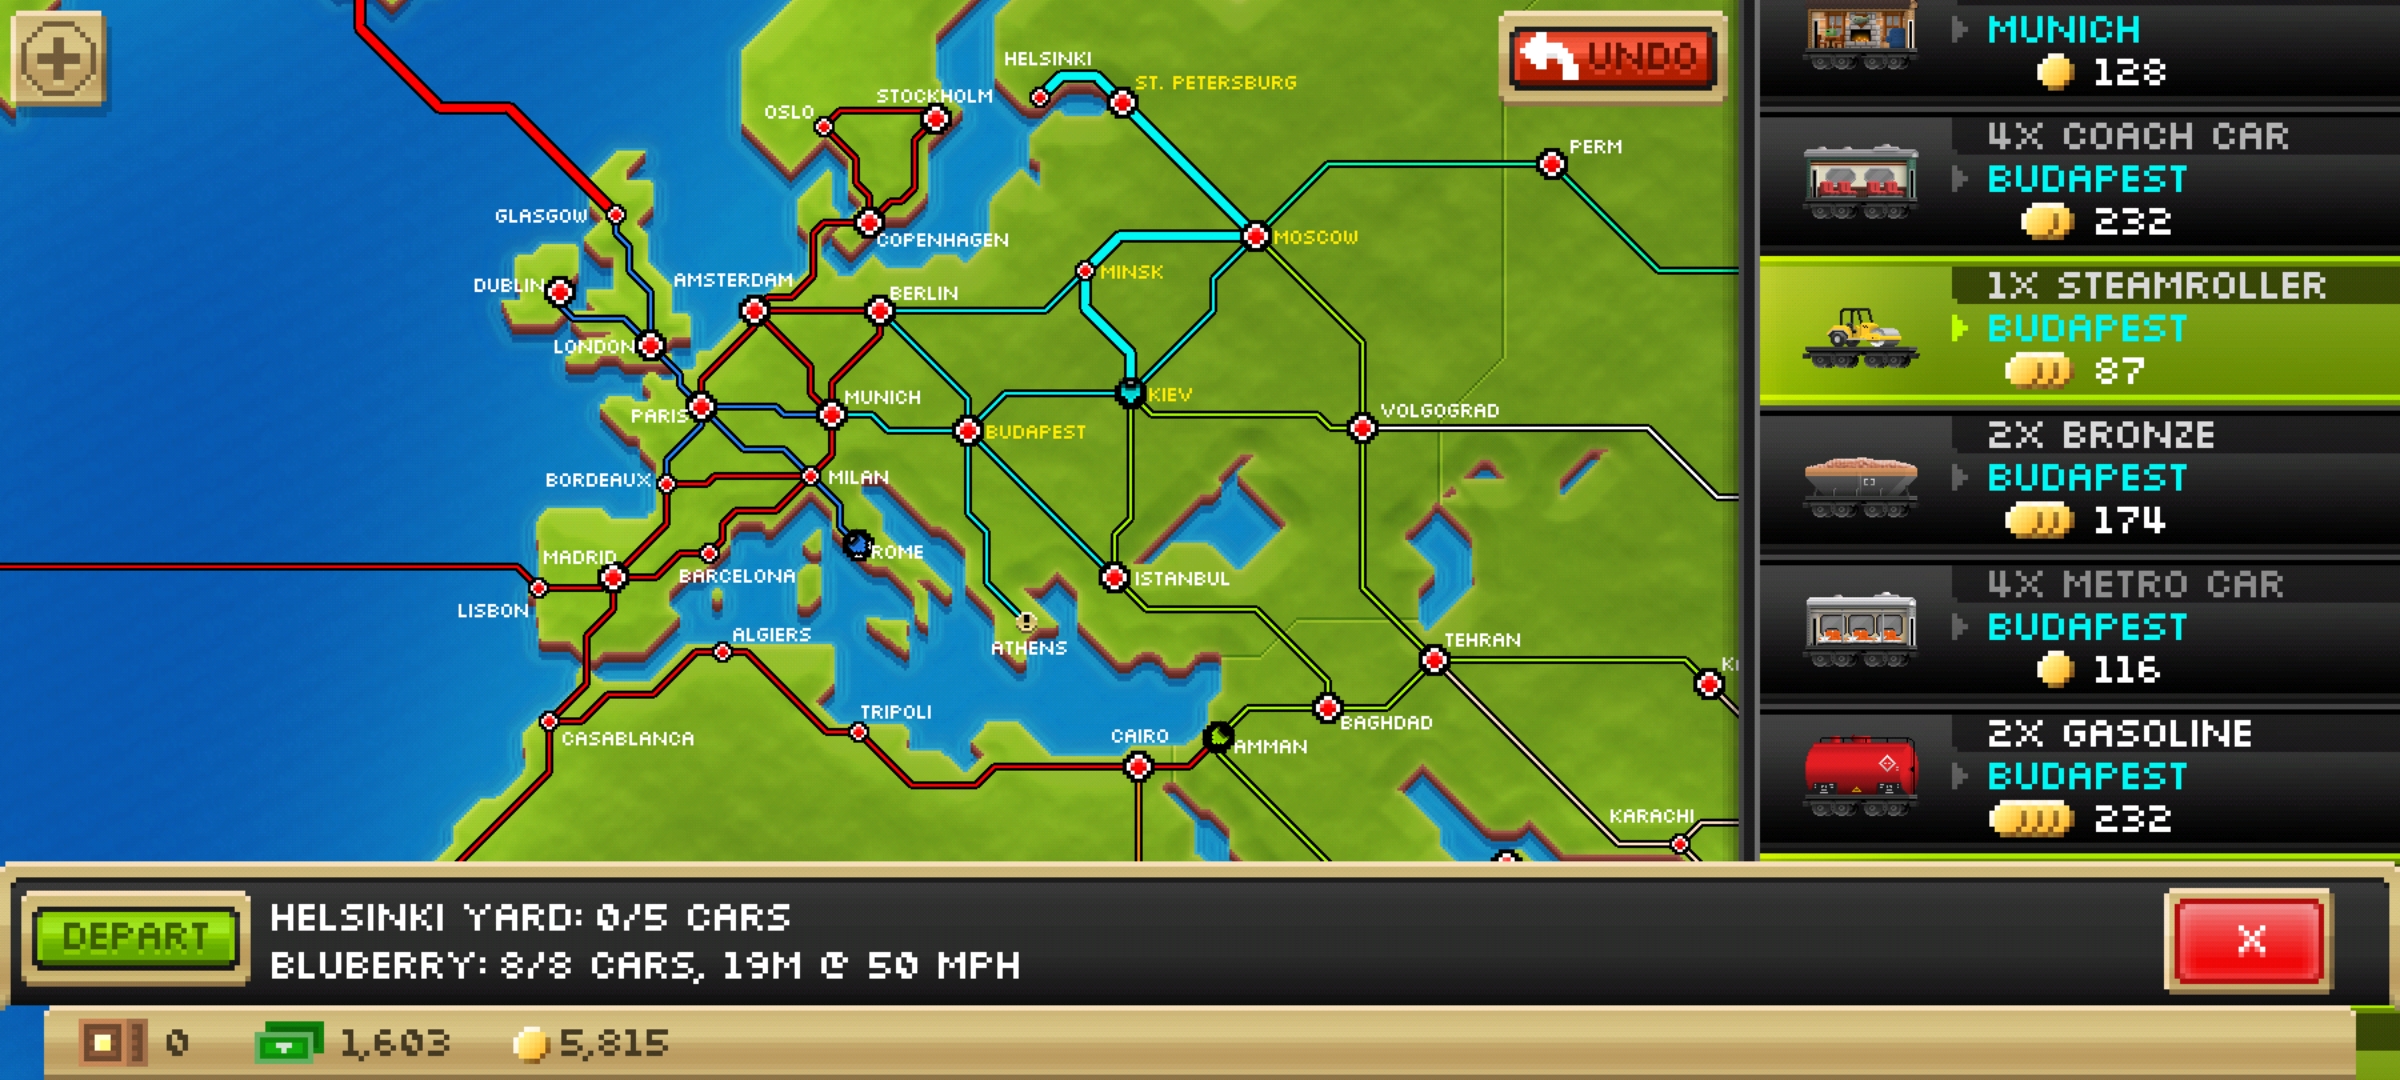 HELSINKI
ST. PETERSBURG
UNDO
STOCKHOLM
OSLO
PERM
GLASGOW
COPENHAGEN
MOSCOW
MINSK
DUBLIN
AMSTERDAM
BERLIN
LONDON
PARIS
MUNICH
KIEV
VOLGOGRAD
BUDAPEST
BORDEAUX
MILAN
MADRID
ROME
BARCELONA
ISTANBUL
LISBON
ATHENS
ALGIERS
TEHRAN
TRIPOLI
CASABLANCA
CAIRO
AMMAN
BAGHDAD
KARACHI
MUNICH
128
4X COACH CAR
BUDAPEST
232
1X STEAMROLLER
BUDAPEST
87
2X BRONZE
BUDAPEST
174
4X METRO CAR
BUDAPEST
116
2X GASOLINE
BUDAPEST
232
DEPART
HELSINKI YARD: 0/5 CARS
BLUBERRY: 8/8 CARS, 19M @ 50 MPH
X
0
1,603
5,815